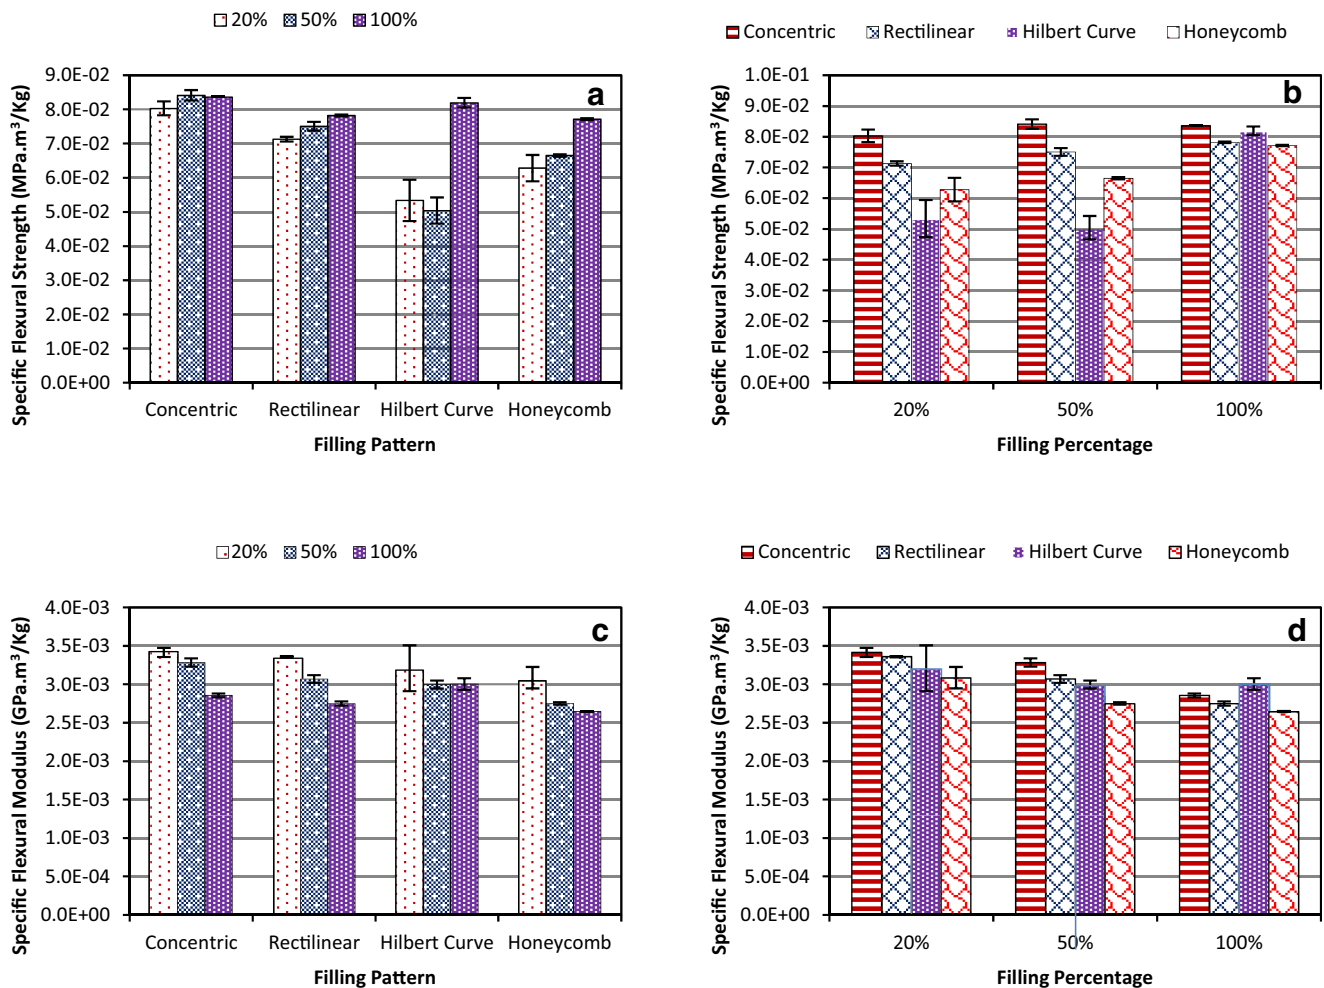 20% 50% 100%
Specific Flexural Strength (MPa.m³/Kg)
9.0E-02
8.0E-02
7.0E-02
6.0E-02
5.0E-02
4.0E-02
3.0E-02
2.0E-02
1.0E-02
0.0E+00
a
Concentric Rectilinear Hilbert Curve Honeycomb
Filling Pattern
Concentric Rectilinear Hilbert Curve Honeycomb
Specific Flexural Strength (MPa.m³/Kg)
1.0E-01
9.0E-02
8.0E-02
7.0E-02
6.0E-02
5.0E-02
4.0E-02
3.0E-02
2.0E-02
1.0E-02
0.0E+00
b
20% 50% 100%
Filling Percentage
20% 50% 100%
Specific Flexural Modulus (GPa.m³/Kg)
4.0E-03
3.5E-03
3.0E-03
2.5E-03
2.0E-03
1.5E-03
1.0E-03
5.0E-04
0.0E+00
c
Concentric Rectilinear Hilbert Curve Honeycomb
Filling Pattern
Concentric Rectilinear Hilbert Curve Honeycomb
Specific Flexural Modulus (GPa.m³/Kg)
4.0E-03
3.5E-03
3.0E-03
2.5E-03
2.0E-03
1.5E-03
1.0E-03
5.0E-04
0.0E+00
d
20% 50% 100%
Filling Percentage